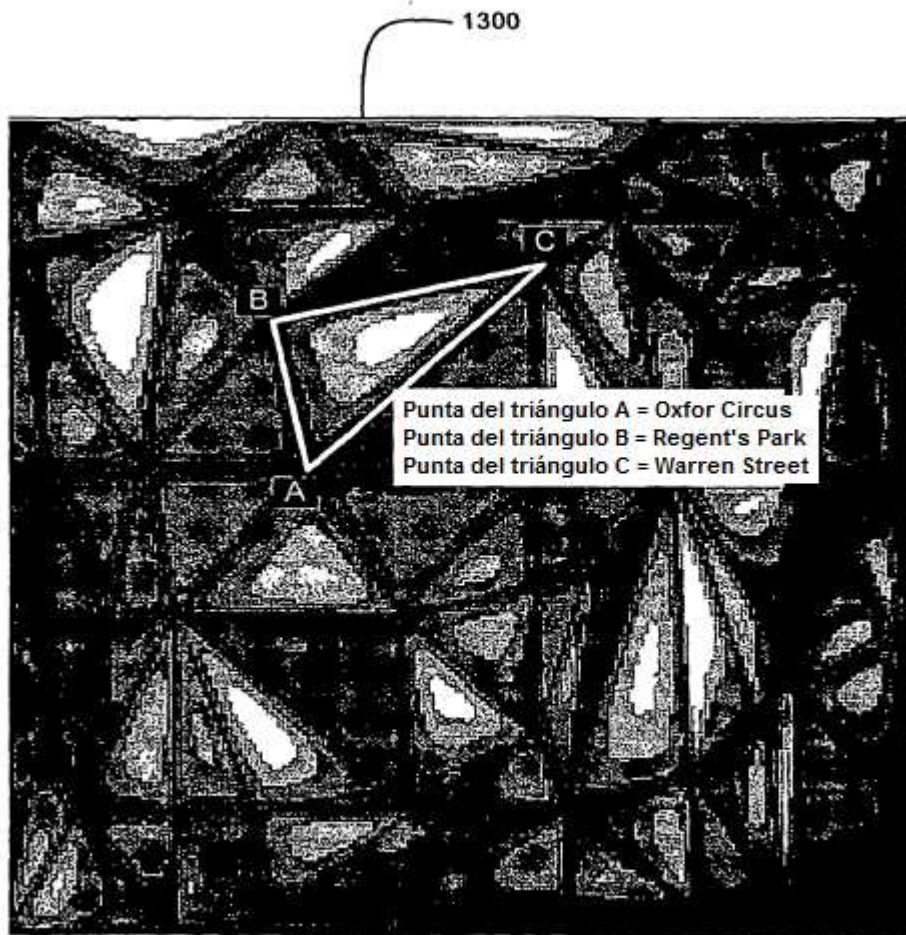 1300
C
B
Punta del triángulo A = Oxfor Circus
Punta del triángulo B = Regent's Park
Punta del triángulo C = Warren Street
A